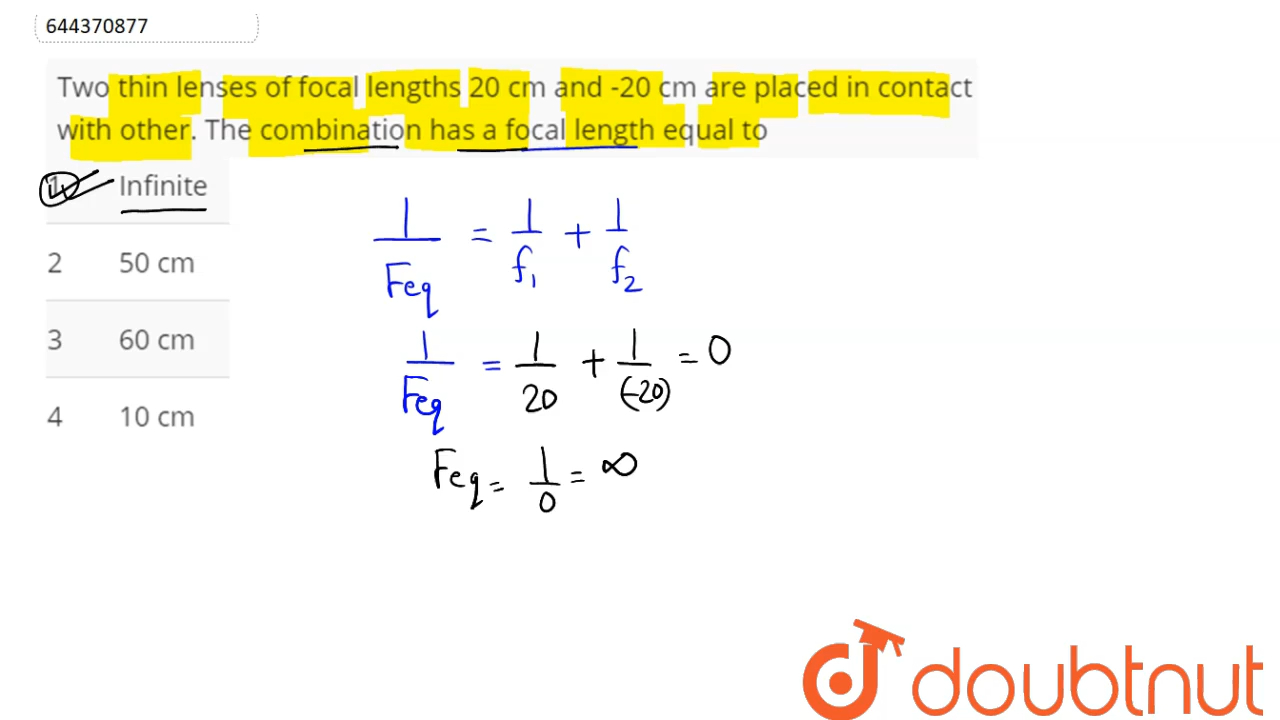 644370877
Two thin lenses of focal lengths 20 cm and -20 cm are placed in contact
with other. The combination has a focal length equal to
Infinite
2 50 cm
3 60 cm
4 10 cm
1/Feq = 1/f₁ + 1/f₂
1/Feq = 1/20 + 1/(-20) = 0
Feq = 1/0 = ∞
doubtnut